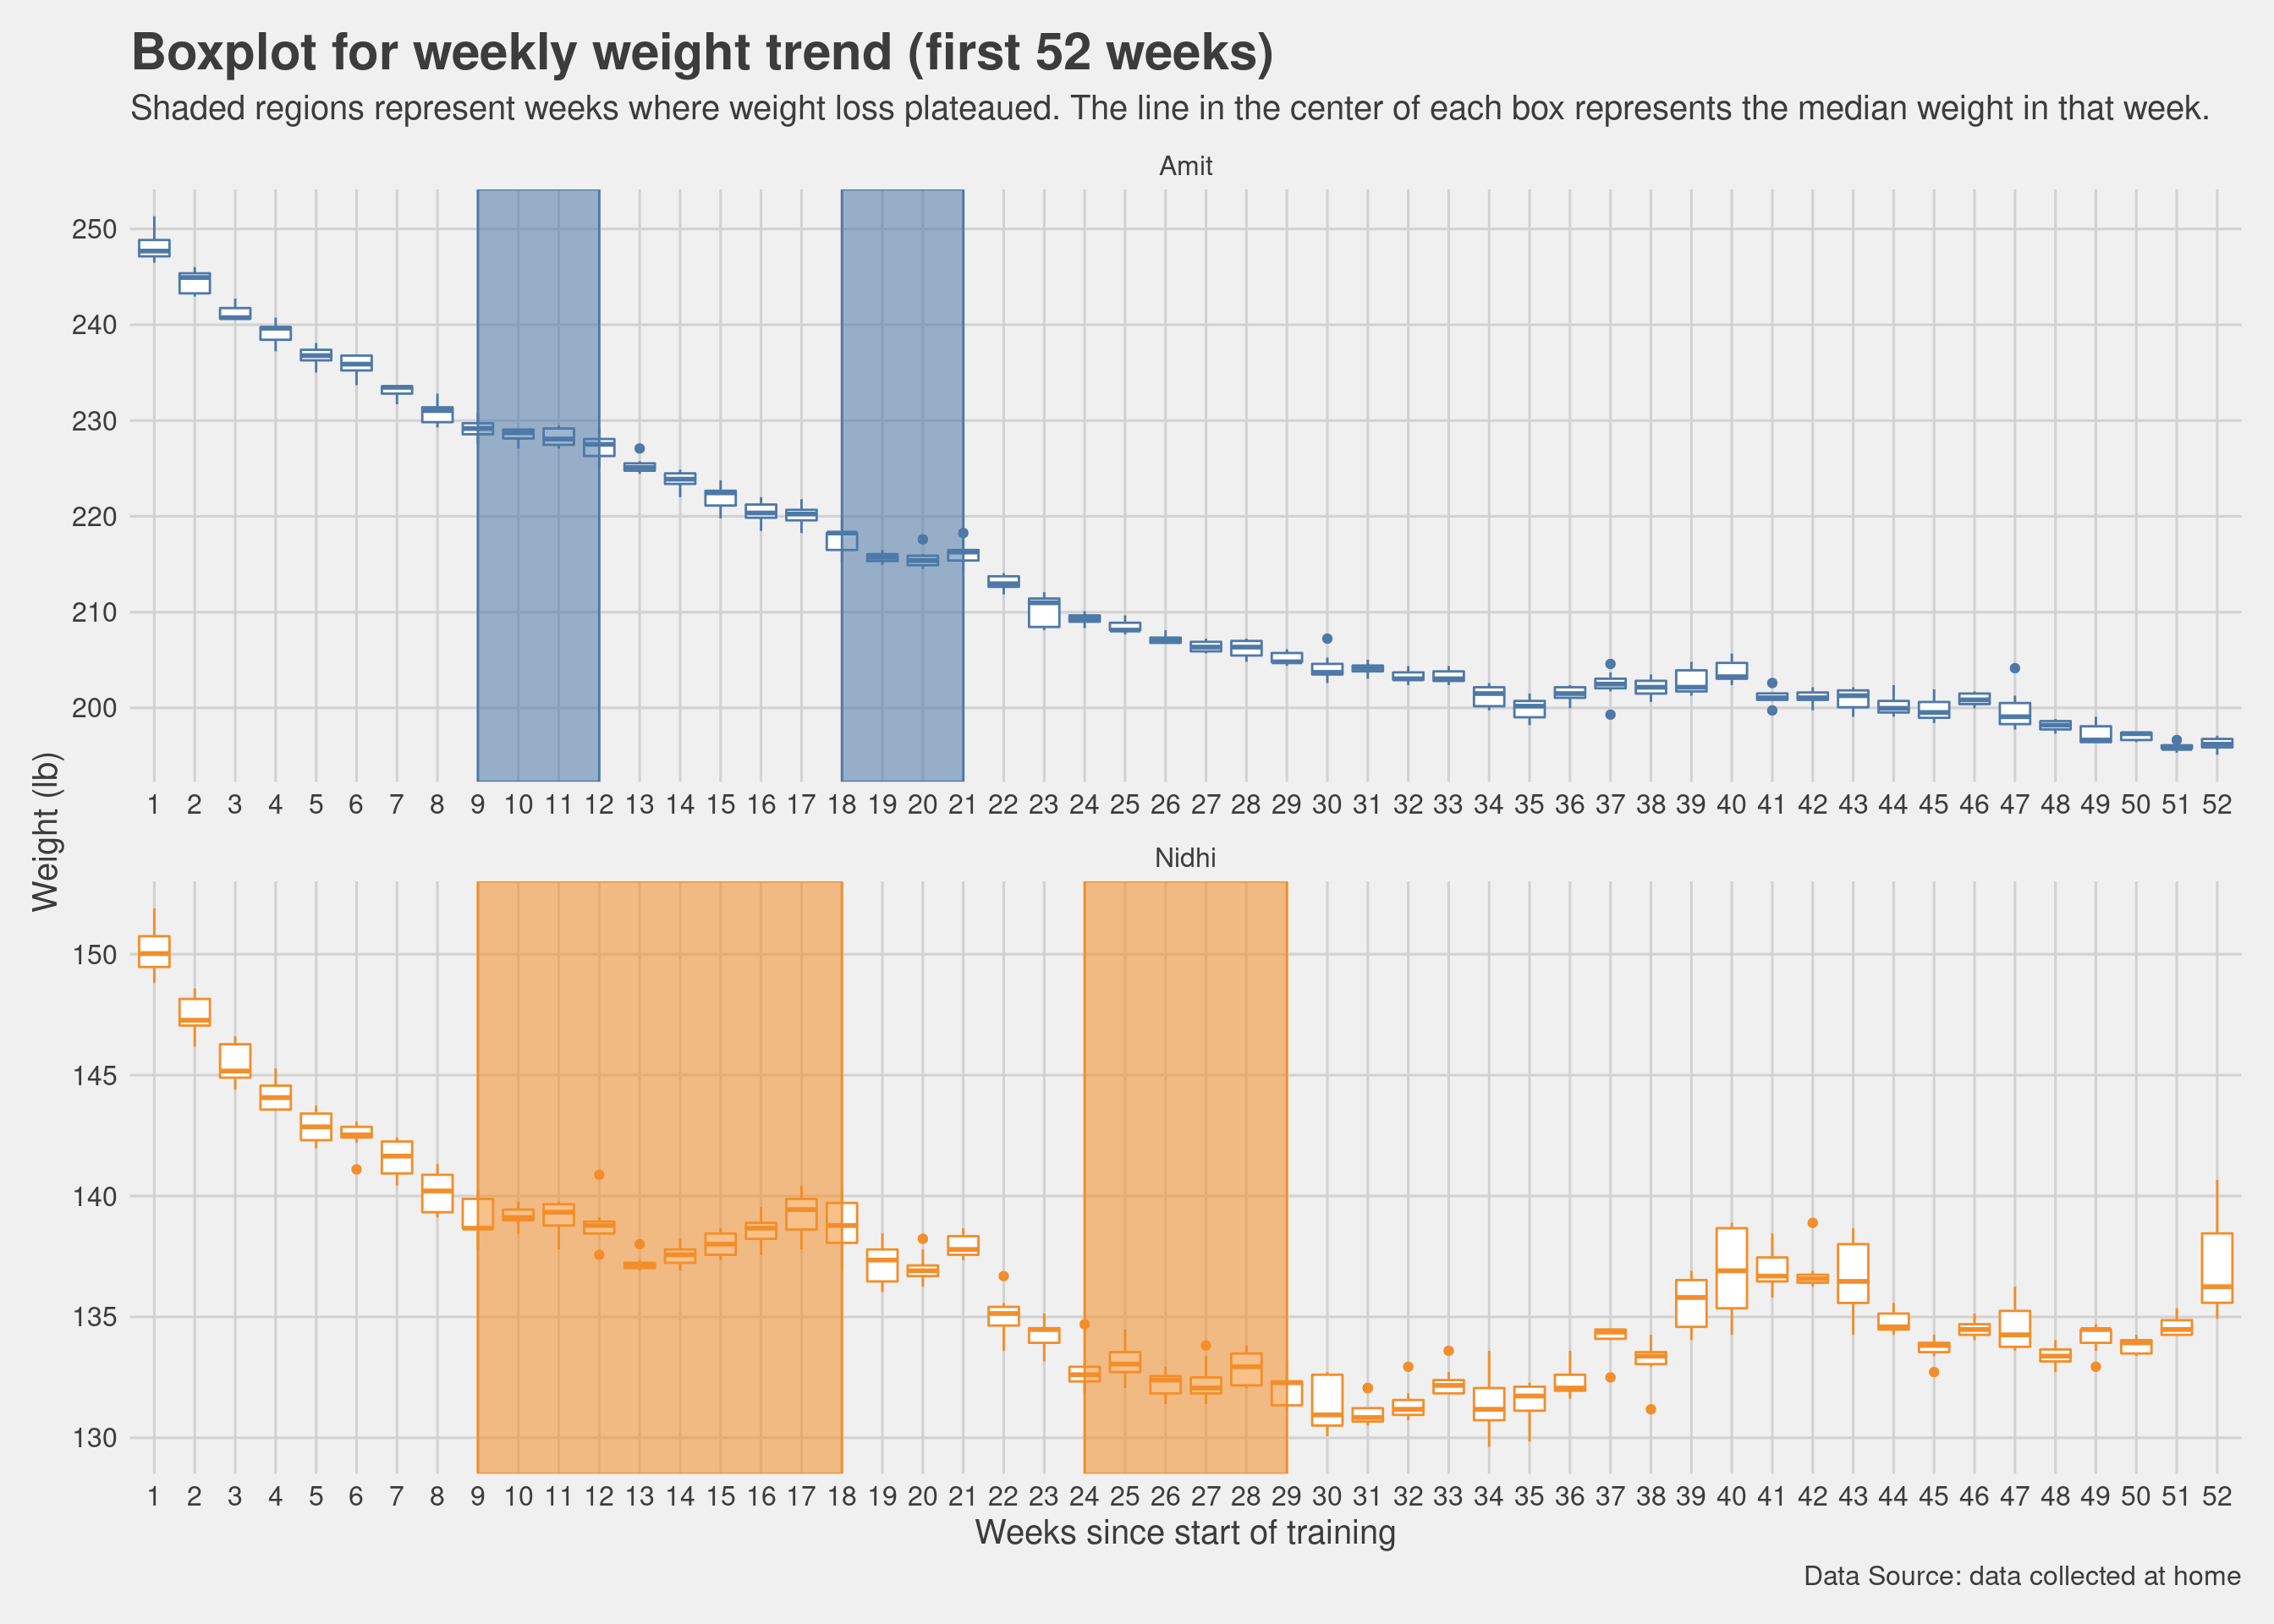 Boxplot for weekly weight trend (first 52 weeks)
Shaded regions represent weeks where weight loss plateaued. The line in the center of each box represents the median weight in that week.
Weight (lb)
Amit
250
240
230
220
210
200
1 2 3 4 5 6 7 8 9 10 11 12 13 14 15 16 17 18 19 20 21 22 23 24 25 26 27 28 29 30 31 32 33 34 35 36 37 38 39 40 41 42 43 44 45 46 47 48 49 50 51 52
Nidhi
150
145
140
135
130
1 2 3 4 5 6 7 8 9 10 11 12 13 14 15 16 17 18 19 20 21 22 23 24 25 26 27 28 29 30 31 32 33 34 35 36 37 38 39 40 41 42 43 44 45 46 47 48 49 50 51 52
Weeks since start of training
Data Source: data collected at home